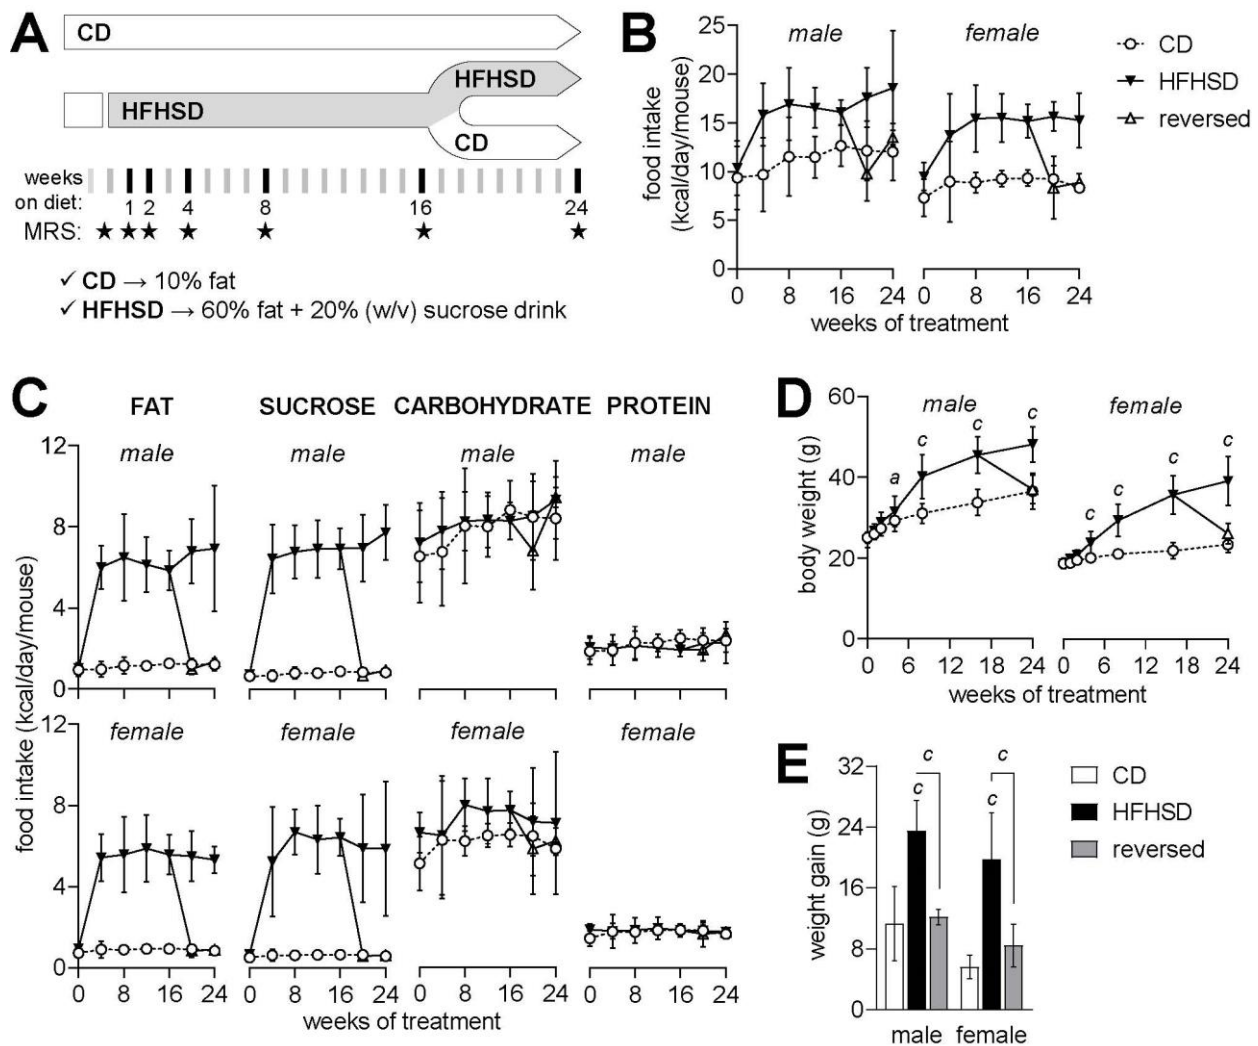 A
CD
HFHSD
HFHSD
CD
weeks
on diet: 1 2 4 8 16 24
MRS: ★ ★ ★ ★ ★ ★ ★
✓ CD → 10% fat
✓ HFHSD → 60% fat + 20% (w/v) sucrose drink
B
male female
food intake
(kcal/day/mouse)
25
20
15
10
5
0
0 8 16 24 0 8 16 24
weeks of treatment
CD
HFHSD
reversed
C
FAT SUCROSE CARBOHYDRATE PROTEIN
male male male male
12
8
4
0
female female female female
12
8
4
0
0 8 16 24 0 8 16 24 0 8 16 24 0 8 16 24
food intake (kcal/day/mouse)
weeks of treatment
D
male female
body weight (g)
60
40
20
0
a c c c
c c c c
0 6 12 18 24 0 6 12 18 24
weeks of treatment
E
weight gain (g)
32
24
16
8
0
c c
c c
male female
CD
HFHSD
reversed